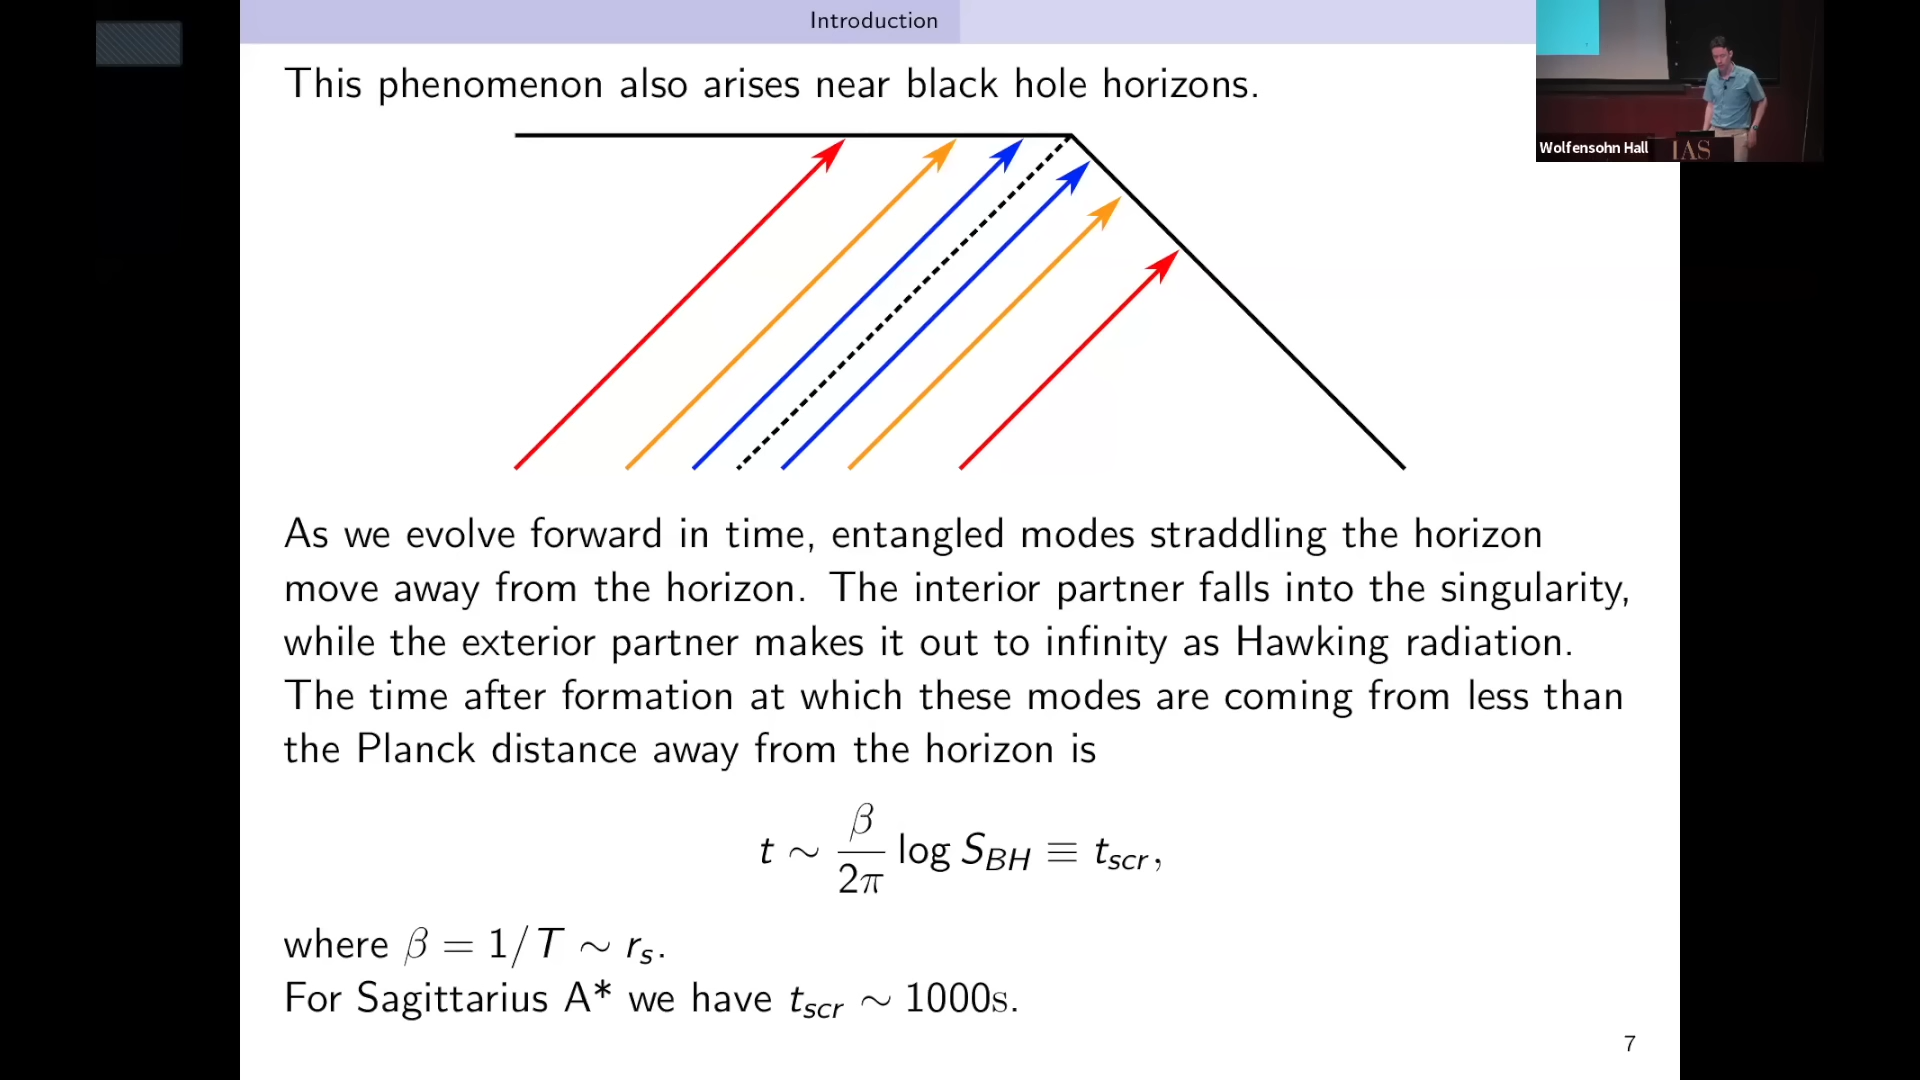 Introduction
This phenomenon also arises near black hole horizons.
Wolfensohn Hall
IAS
As we evolve forward in time, entangled modes straddling the horizon
move away from the horizon. The interior partner falls into the singularity,
while the exterior partner makes it out to infinity as Hawking radiation.
The time after formation at which these modes are coming from less than
the Planck distance away from the horizon is
t ∼ β/2π log S_BH ≡ t_scr,
where β = 1/T ∼ r_s.
For Sagittarius A* we have t_scr ∼ 1000s.
7